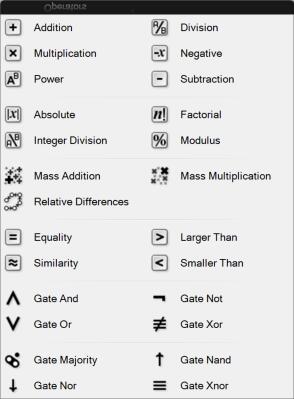 Operators
Addition
Division
Multiplication
Negative
Power
Subtraction
Absolute
Factorial
Integer Division
Modulus
Mass Addition
Mass Multiplication
Relative Differences
Equality
Larger Than
Similarity
Smaller Than
Gate And
Gate Not
Gate Or
Gate Xor
Gate Majority
Gate Nand
Gate Nor
Gate Xnor